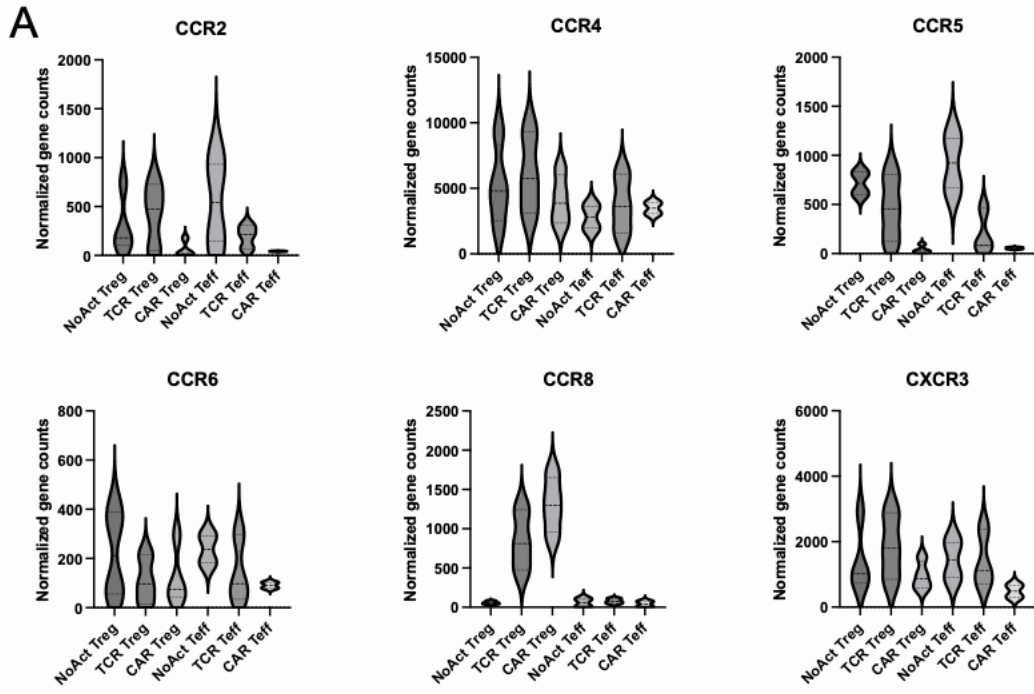 A
CCR2
Normalized gene counts
2000
1500
1000
500
0
NoAct Treg
TCR Treg
CAR Treg
NoAct Teff
TCR Teff
CAR Teff
CCR4
Normalized gene counts
15000
10000
5000
0
NoAct Treg
TCR Treg
CAR Treg
NoAct Teff
TCR Teff
CAR Teff
CCR5
Normalized gene counts
2000
1500
1000
500
0
NoAct Treg
TCR Treg
CAR Treg
NoAct Teff
TCR Teff
CAR Teff
CCR6
Normalized gene counts
800
600
400
200
0
NoAct Treg
TCR Treg
CAR Treg
NoAct Teff
TCR Teff
CAR Teff
CCR8
Normalized gene counts
2500
2000
1500
1000
500
0
NoAct Treg
TCR Treg
CAR Treg
NoAct Teff
TCR Teff
CAR Teff
CXCR3
Normalized gene counts
6000
4000
2000
0
NoAct Treg
TCR Treg
CAR Treg
NoAct Teff
TCR Teff
CAR Teff